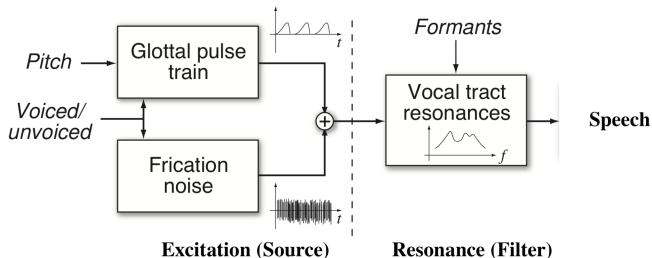 Pitch
Glottal pulse
train
t
Voiced/
unvoiced
Frication
noise
t
+
Formants
Vocal tract
resonances
f
Speech
Excitation (Source)
Resonance (Filter)